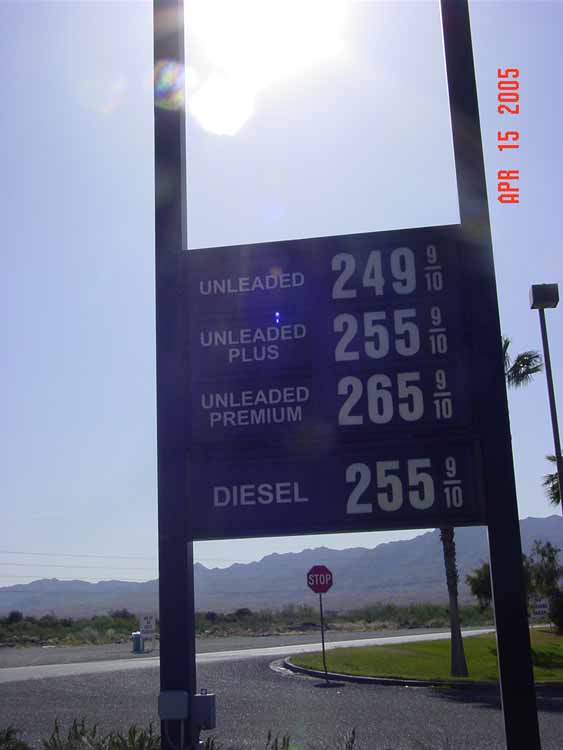 APR 15 2005
UNLEADED 249 9/10
UNLEADED PLUS 255 9/10
UNLEADED PREMIUM 265 9/10
DIESEL 255 9/10
STOP